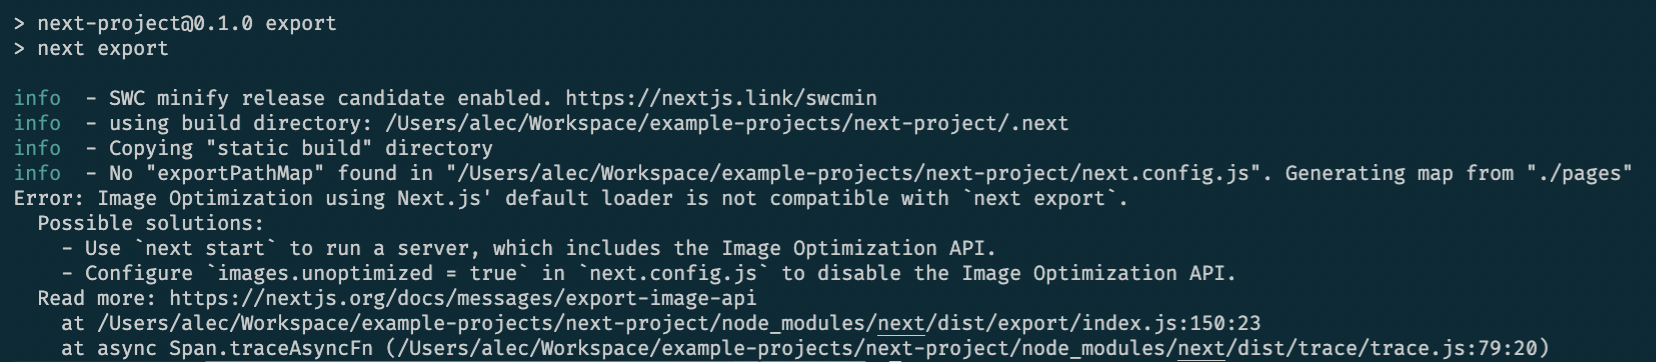 > next-project@0.1.0 export
> next export
info  - SWC minify release candidate enabled. https://nextjs.link/swcmin
info  - using build directory: /Users/alec/Workspace/example-projects/next-project/.next
info  - Copying "static build" directory
info  - No "exportPathMap" found in "/Users/alec/Workspace/example-projects/next-project/next.config.js". Generating map from "./pages"
Error: Image Optimization using Next.js' default loader is not compatible with `next export`.
  Possible solutions:
    - Use `next start` to run a server, which includes the Image Optimization API.
    - Configure `images.unoptimized = true` in `next.config.js` to disable the Image Optimization API.
  Read more: https://nextjs.org/docs/messages/export-image-api
    at /Users/alec/Workspace/example-projects/next-project/node_modules/next/dist/export/index.js:150:23
    at async Span.traceAsyncFn (/Users/alec/Workspace/example-projects/next-project/node_modules/next/dist/trace/trace.js:79:20)